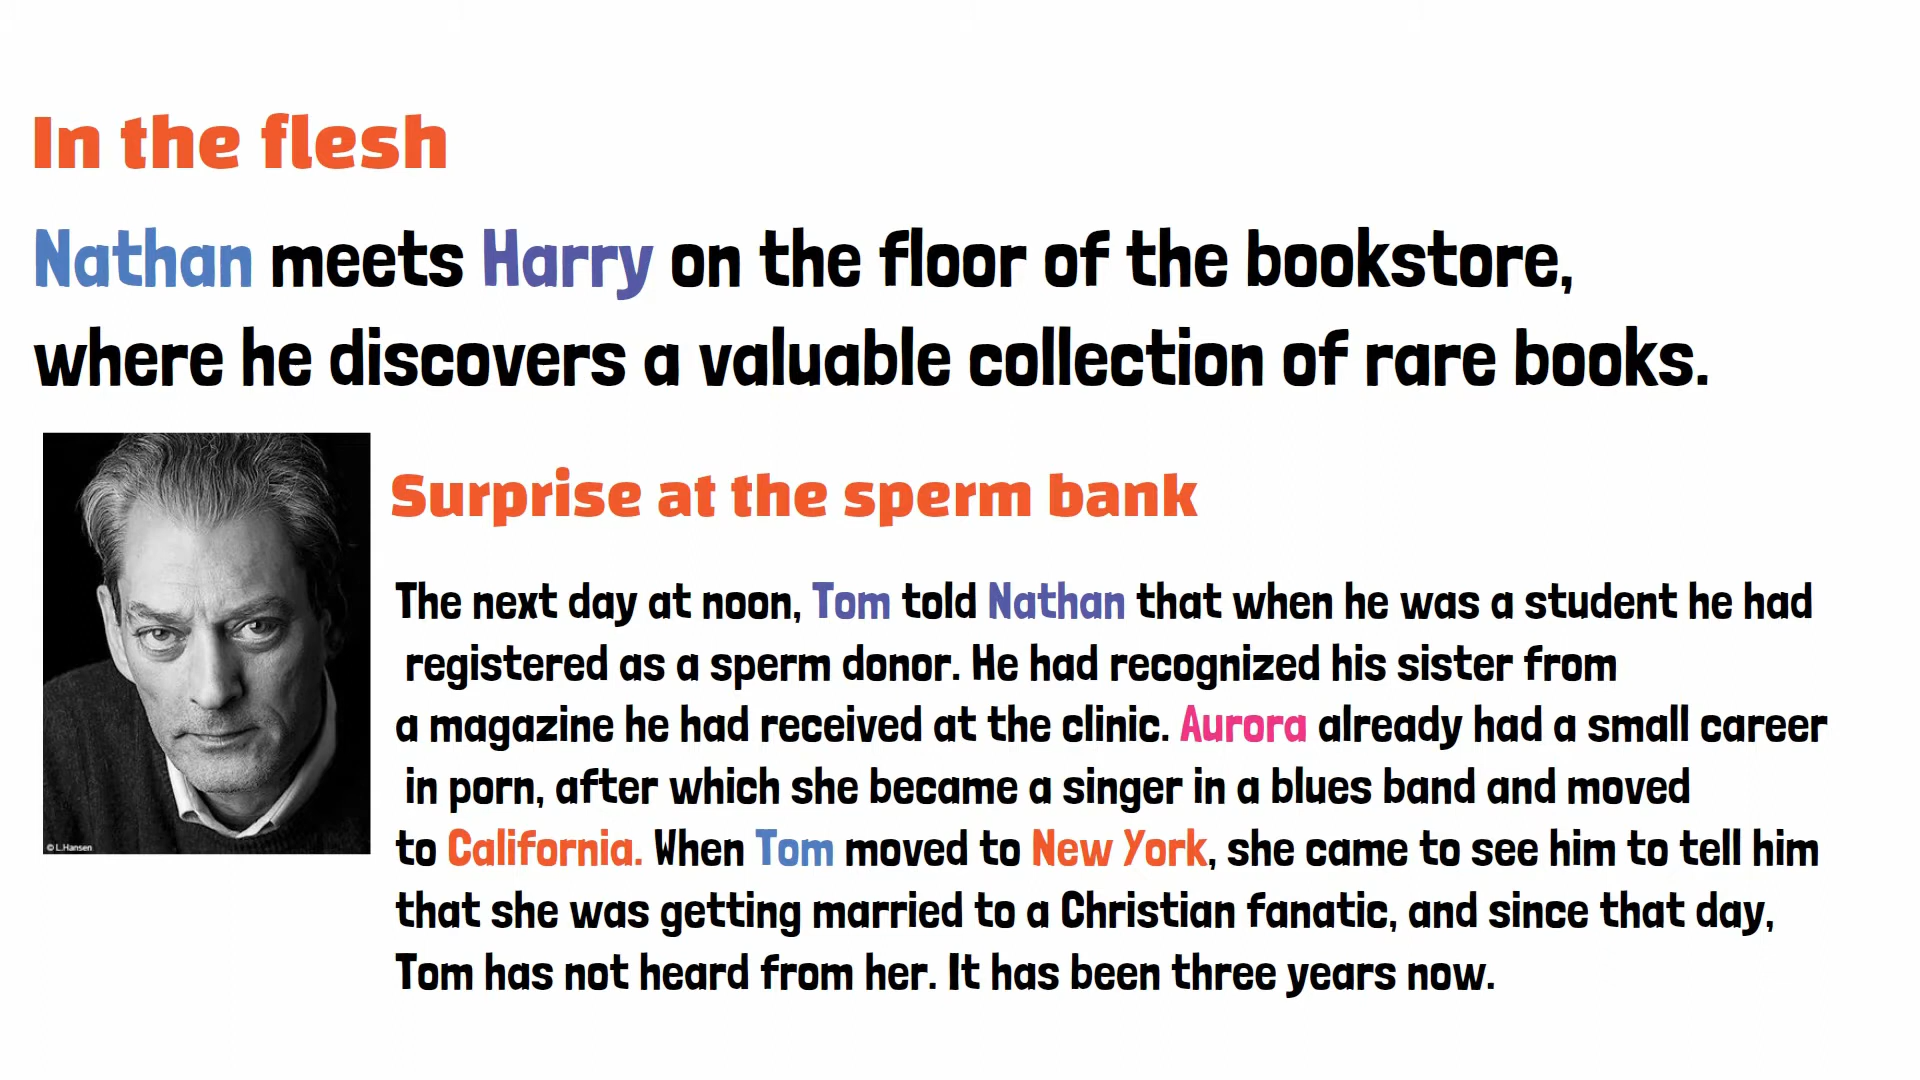 In the flesh
Nathan meets Harry on the floor of the bookstore,
where he discovers a valuable collection of rare books.
Surprise at the sperm bank
The next day at noon, Tom told Nathan that when he was a student he had
registered as a sperm donor. He had recognized his sister from
a magazine he had received at the clinic. Aurora already had a small career
in porn, after which she became a singer in a blues band and moved
to California. When Tom moved to New York, she came to see him to tell him
that she was getting married to a Christian fanatic, and since that day,
Tom has not heard from her. It has been three years now.
© L.Hansen